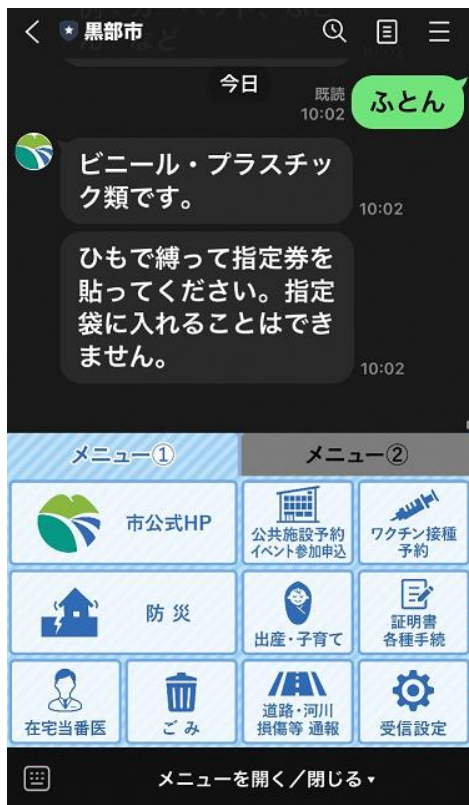 黒部市
今日
既読
10:02
ふとん
ビニール・プラスチッ
ク類です。
10:02
ひもで縛って指定券を
貼ってください。指定
袋に入れることはでき
ません。
10:02
メニュー①
メニュー②
市公式HP
公共施設予約
イベント参加申込
ワクチン接種
予約
防災
出産・子育て
証明書
各種手続
在宅当番医
ごみ
道路・河川
損傷等 通報
受信設定
メニューを開く/閉じる▾